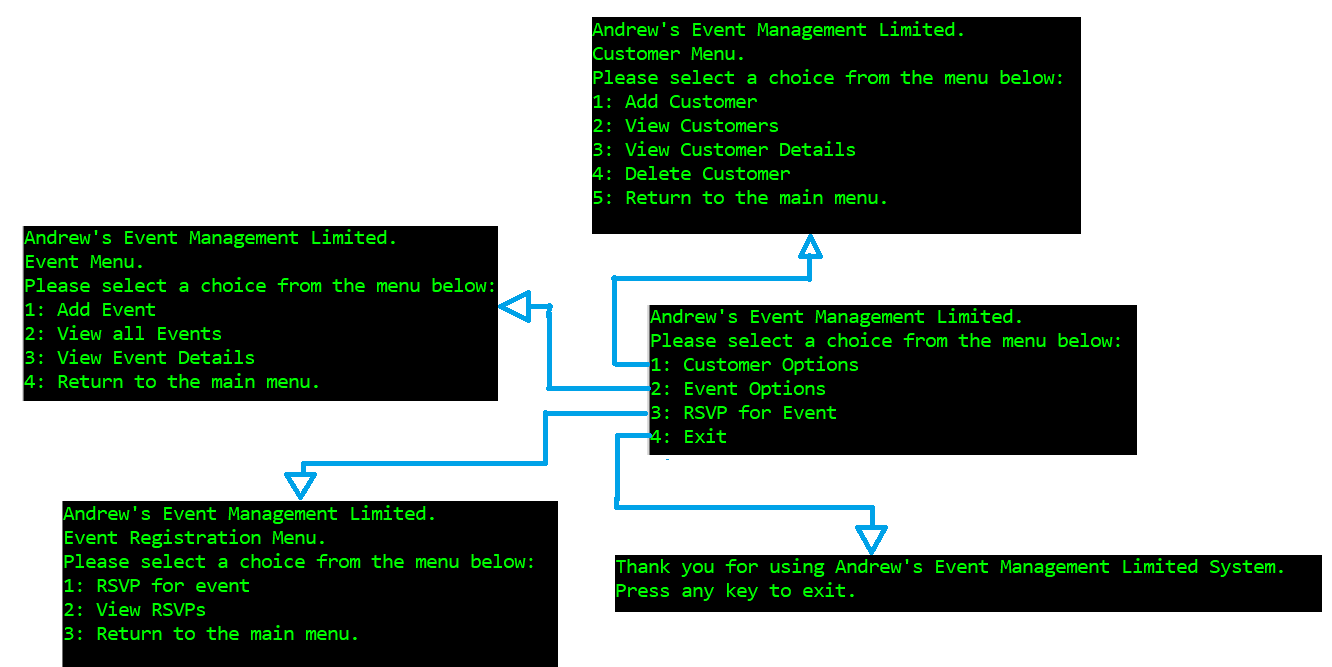 Andrew's Event Management Limited.
Customer Menu.
Please select a choice from the menu below:
1: Add Customer
2: View Customers
3: View Customer Details
4: Delete Customer
5: Return to the main menu.
Andrew's Event Management Limited.
Event Menu.
Please select a choice from the menu below:
1: Add Event
2: View all Events
3: View Event Details
4: Return to the main menu.
Andrew's Event Management Limited.
Please select a choice from the menu below:
1: Customer Options
2: Event Options
3: RSVP for Event
4: Exit
Andrew's Event Management Limited.
Event Registration Menu.
Please select a choice from the menu below:
1: RSVP for event
2: View RSVPs
3: Return to the main menu.
Thank you for using Andrew's Event Management Limited System.
Press any key to exit.